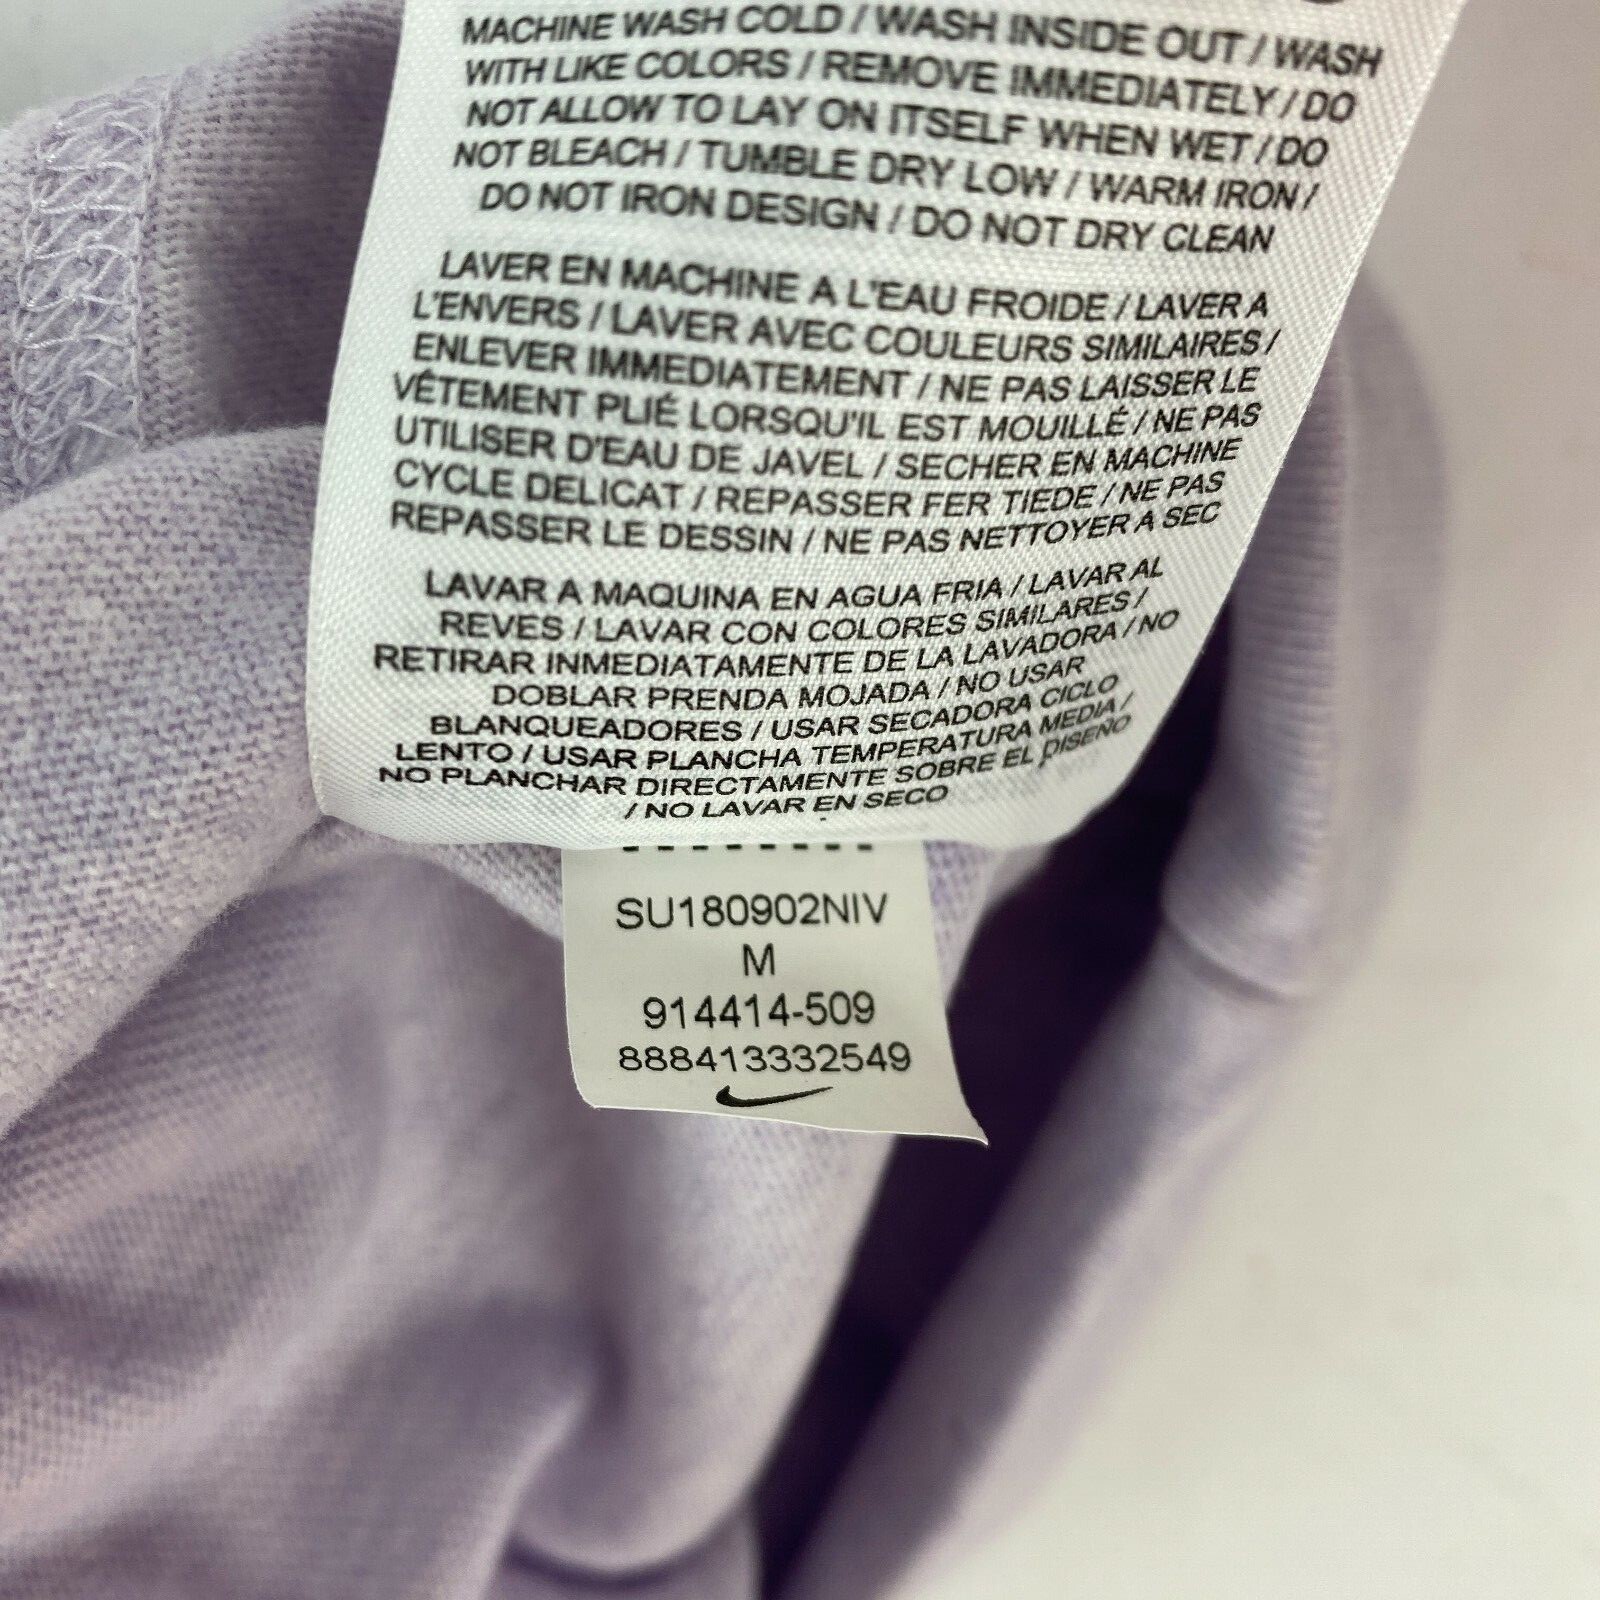 MACHINE WASH COLD / WASH INSIDE OUT / WASH
WITH LIKE COLORS / REMOVE IMMEDIATELY / DO
NOT ALLOW TO LAY ON ITSELF WHEN WET / DO
NOT BLEACH / TUMBLE DRY LOW / WARM IRON /
DO NOT IRON DESIGN / DO NOT DRY CLEAN
LAVER EN MACHINE A L'EAU FROIDE / LAVER A
L'ENVERS / LAVER AVEC COULEURS SIMILAIRES /
ENLEVER IMMEDIATEMENT / NE PAS LAISSER LE
VÉTEMENT PLIÉ LORSQU'IL EST MOUILLÉ / NE PAS
UTILISER D'EAU DE JAVEL / SECHER EN MACHINE
CYCLE DELICAT / REPASSER FER TIEDE / NE PAS
REPASSER LE DESSIN / NE PAS NETTOYER A SEC
LAVAR A MAQUINA EN AGUA FRIA / LAVAR AL
REVES / LAVAR CON COLORES SIMILARES /
RETIRAR INMEDIATAMENTE DE LA LAVADORA / NO
DOBLAR PRENDA MOJADA / NO USAR
BLANQUEADORES / USAR SECADORA CICLO
LENTO / USAR PLANCHA TEMPERATURA MEDIA /
NO PLANCHAR DIRECTAMENTE SOBRE EL DISENO
/ NO LAVAR EN SECO
SU180902NIV
M
914414-509
888413332549